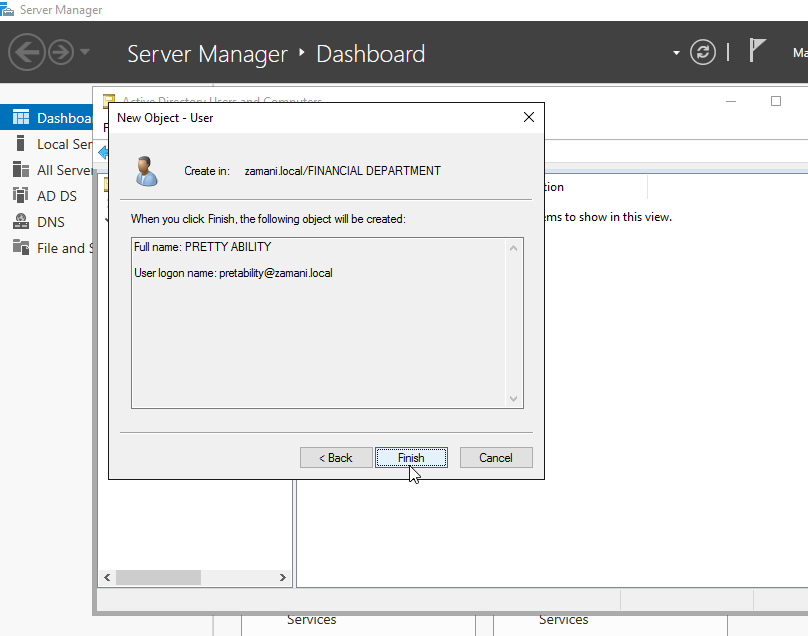 Server Manager
Server Manager ‣ Dashboard
Active Directory Users and Computers
New Object - User
Dashboa
Local Ser
All Serve
AD DS
DNS
File and S
Create in: zamani.local/FINANCIAL DEPARTMENT
When you click Finish, the following object will be created:
Full name: PRETTY ABILITY
User logon name: pretability@zamani.local
tion
ems to show in this view.
< Back
Finish
Cancel
Services
Services